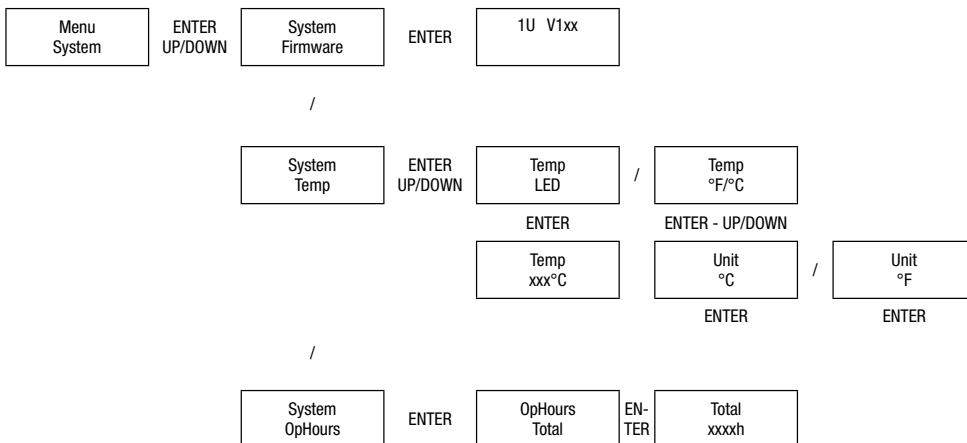 Menu
System
ENTER
UP/DOWN
System
Firmware
ENTER
1U V1xx
/
System
Temp
ENTER
UP/DOWN
Temp
LED
/
Temp
°F/°C
ENTER
ENTER - UP/DOWN
Temp
xxx°C
Unit
°C
/
Unit
°F
ENTER
ENTER
/
System
OpHours
ENTER
OpHours
Total
EN-
TER
Total
xxxxh